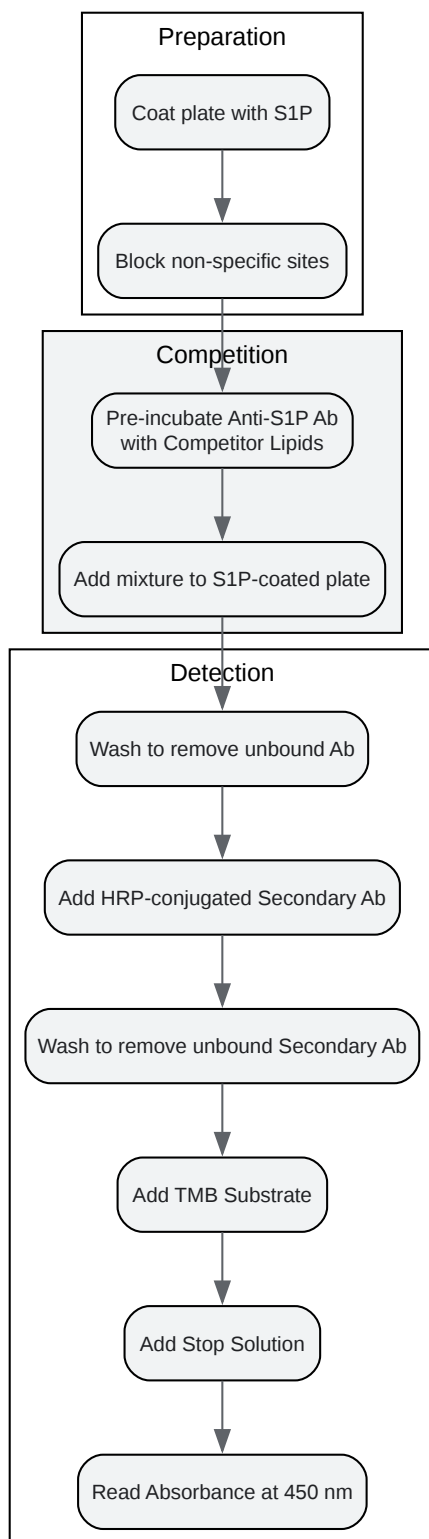 Preparation
Coat plate with S1P
Block non-specific sites
Competition
Pre-incubate Anti-S1P Ab
with Competitor Lipids
Add mixture to S1P-coated plate
Detection
Wash to remove unbound Ab
Add HRP-conjugated Secondary Ab
Wash to remove unbound Secondary Ab
Add TMB Substrate
Add Stop Solution
Read Absorbance at 450 nm